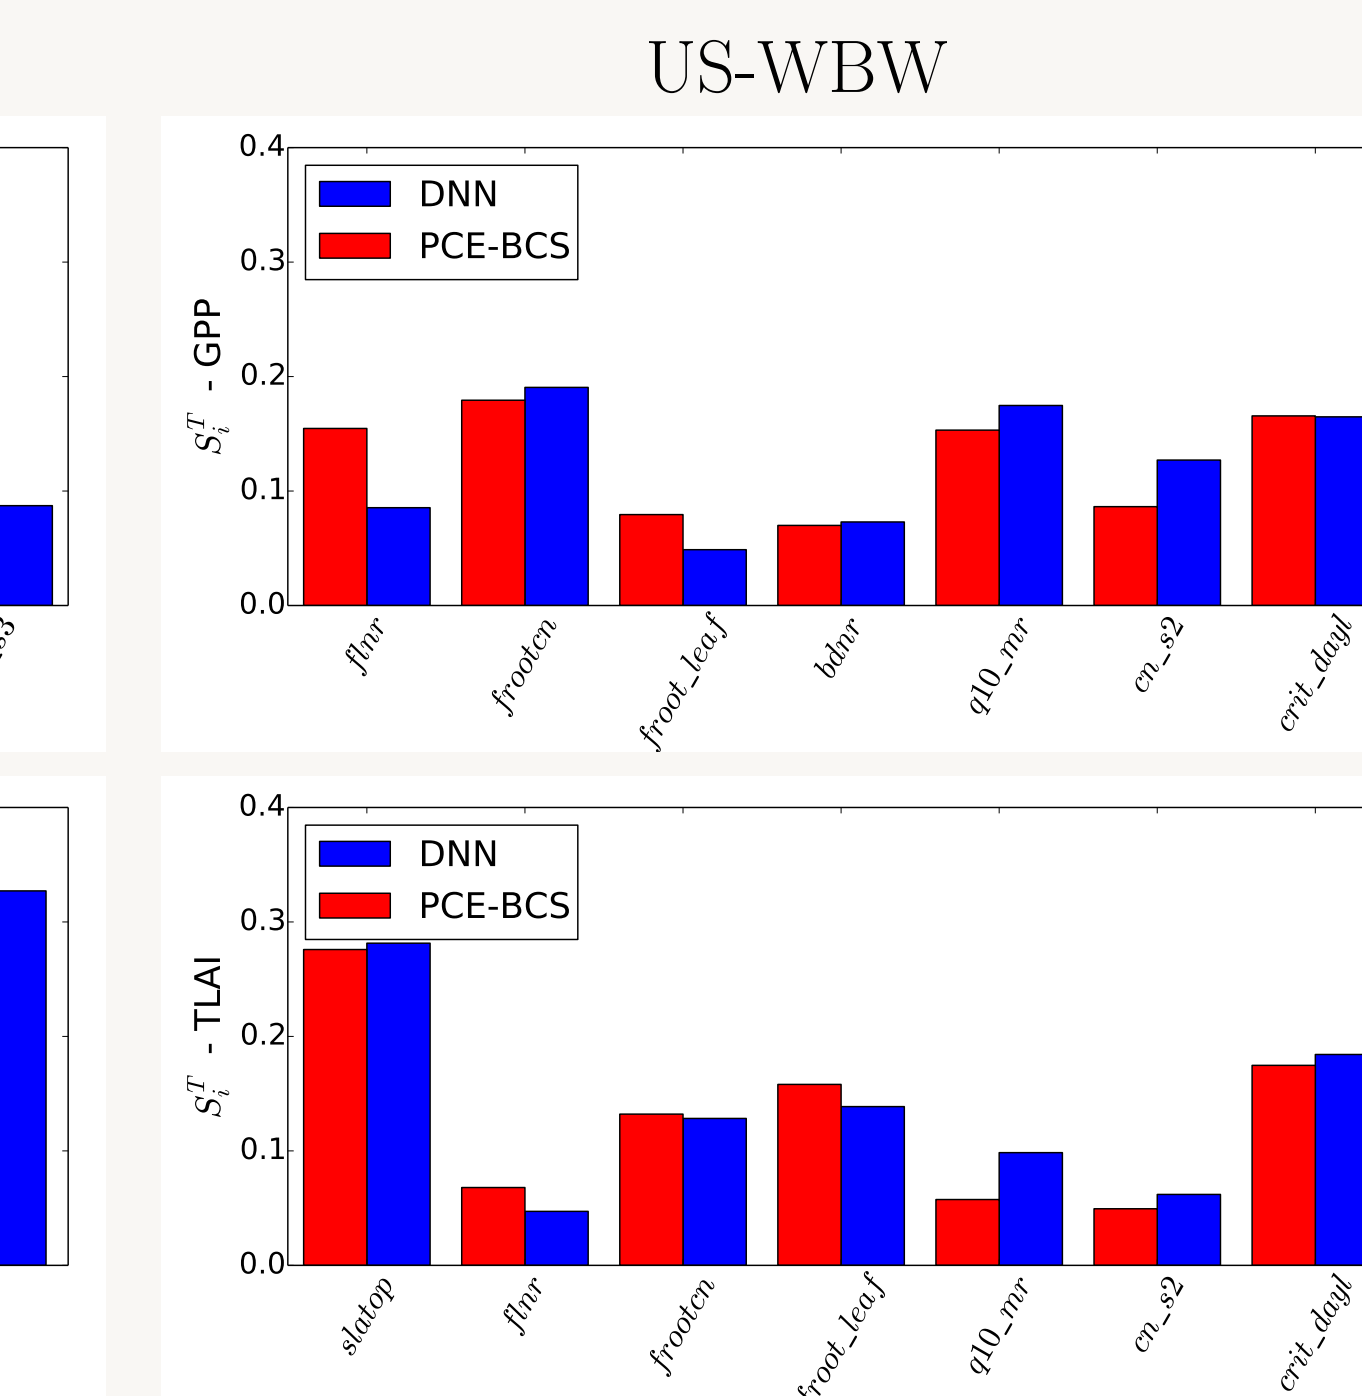 US-WBW
0.4
0.3
0.2
0.1
0.0
S_i^T - GPP
DNN
PCE-BCS
flnr
frootcn
froot_leaf
bdnr
q10_mr
cn_s2
crit_dayl
0.4
0.3
0.2
0.1
0.0
S_i^T - TLAI
DNN
PCE-BCS
slatop
flnr
frootcn
froot_leaf
q10_mr
cn_s2
crit_dayl